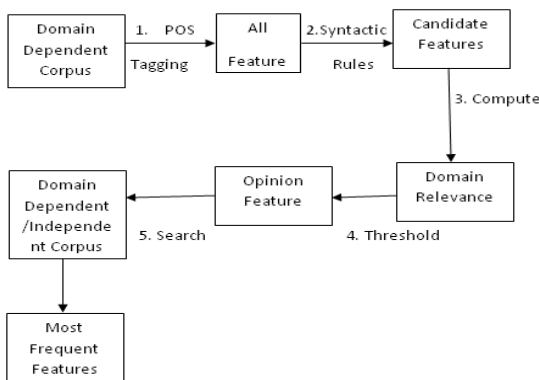 Domain
Dependent
Corpus
1. POS
Tagging
All
Feature
2.Syntactic
Rules
Candidate
Features
3. Compute
Domain
Relevance
4. Threshold
Opinion
Feature
5. Search
Domain
Dependent
/Independe
nt Corpus
Most
Frequent
Features